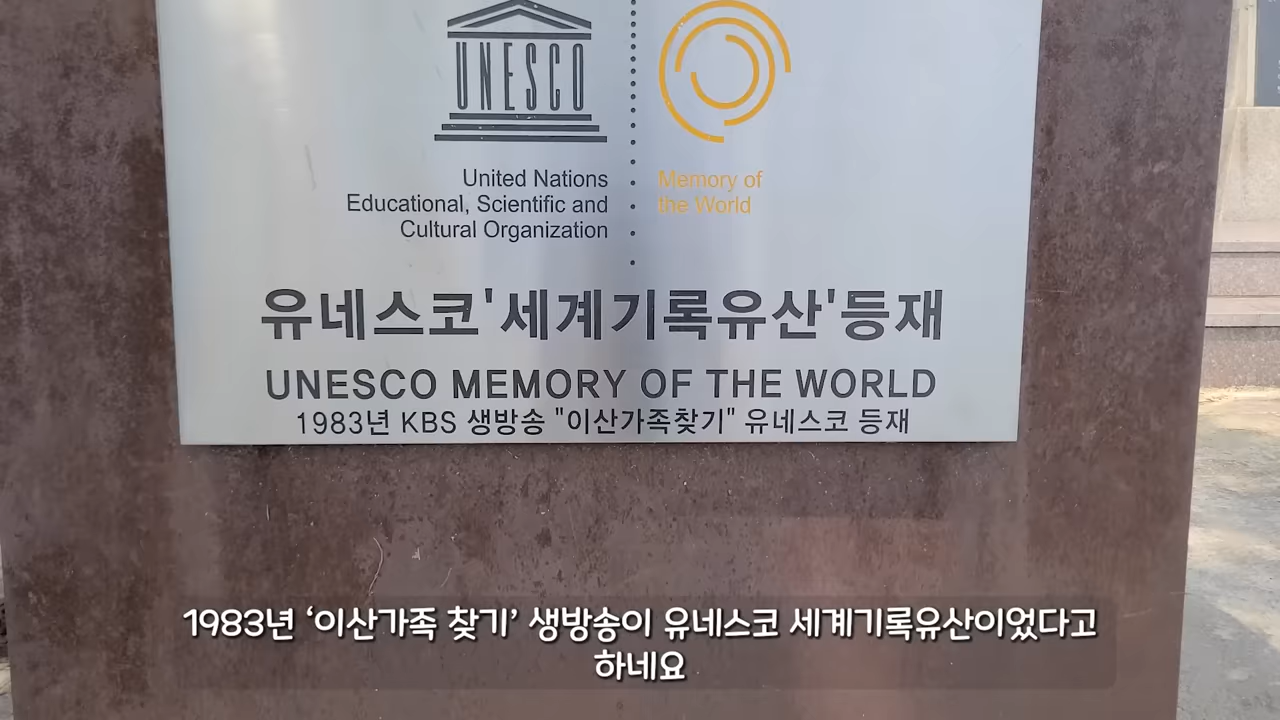 UNESCO
United Nations
Educational, Scientific and
Cultural Organization
Memory of
the World
유네스코'세계기록유산'등재
UNESCO MEMORY OF THE WORLD
1983년 KBS 생방송 "이산가족찾기" 유네스코 등재
1983년 ‘이산가족 찾기’ 생방송이 유네스코 세계기록유산이었다고
하네요